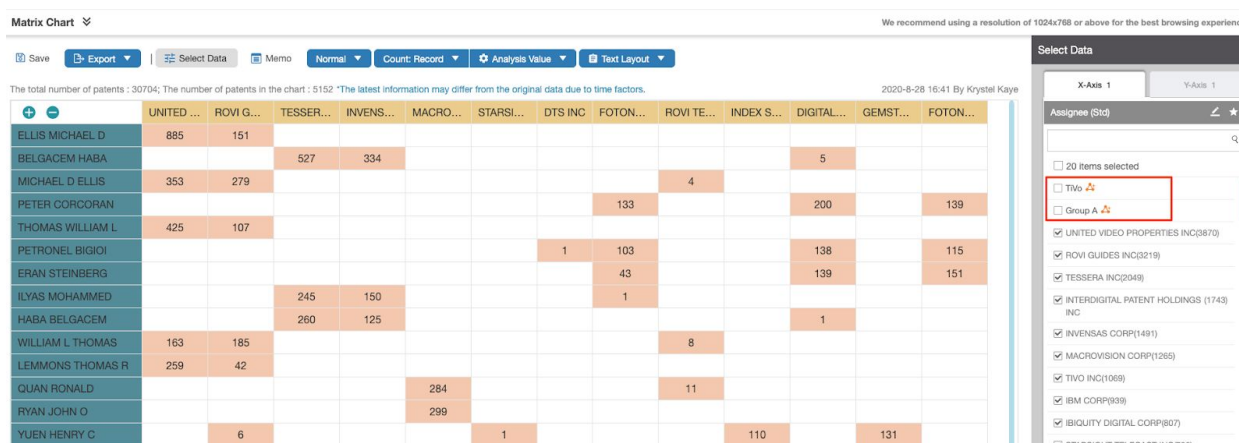 Matrix Chart
We recommend using a resolution of 1024x768 or above for the best browsing experienc
Save Export Select Data Memo Normal Count: Record Analysis Value Text Layout
Select Data
X-Axis 1 Y-Axis 1
The total number of patents : 30704; The number of patents in the chart : 5152 *The latest information may differ from the original data due to time factors.
2020-8-28 16:41 By Krystel Kaye
Assignee (Std)
UNITED ... ROVI G... TESSER... INVENS... MACRO... STARSI... DTS INC FOTON... ROVI TE... INDEX S... DIGITAL... GEMST... FOTON...
ELLIS MICHAEL D 885 151
BELGACEM HABA 527 334 5
MICHAEL D ELLIS 353 279 4
PETER CORCORAN 133 200 139
THOMAS WILLIAM L 425 107
PETRONEL BIGIOI 1 103 138 115
ERAN STEINBERG 43 139 151
ILYAS MOHAMMED 245 150 1
HABA BELGACEM 260 125 1
WILLIAM L THOMAS 163 185 8
LEMMONS THOMAS R 259 42
QUAN RONALD 284 11
RYAN JOHN O 299
YUEN HENRY C 6 1 110 131
20 items selected
TiVo
Group A
UNITED VIDEO PROPERTIES INC(3870)
ROVI GUIDES INC(3219)
TESSERA INC(2049)
INTERDIGITAL PATENT HOLDINGS (1743)
INC
INVENSAS CORP(1491)
MACROVISION CORP(1265)
TIVO INC(1069)
IBM CORP(939)
IBIQUITY DIGITAL CORP(807)